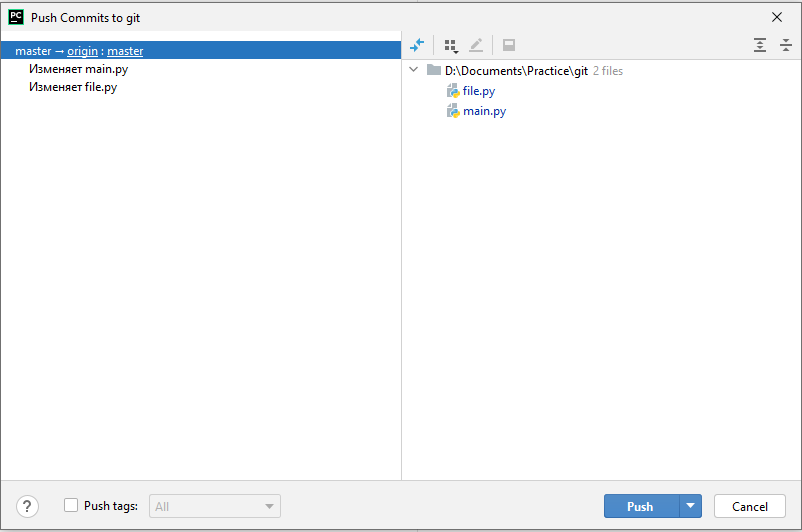 PC Push Commits to git
master → origin : master
Изменяет main.py
Изменяет file.py
D:\Documents\Practice\git 2 files
file.py
main.py
? Push tags: All Push Cancel